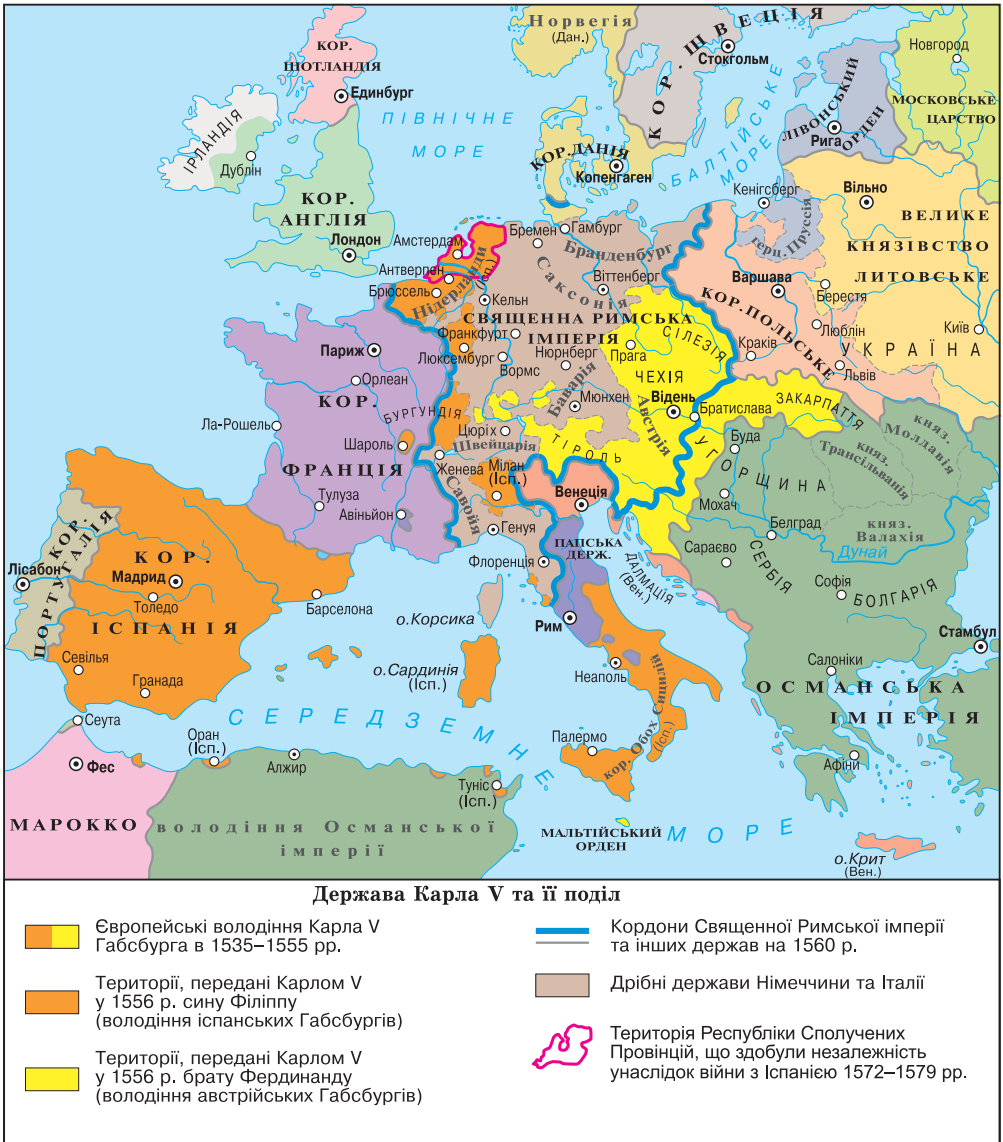 Норвегія
(Дан.)
КОР. ШВЕЦІЯ
Стокгольм
Новгород
МОСКОВСЬКЕ
ЦАРСТВО
КОР.
ШОТЛАНДІЯ
Единбург
ПІВНІЧНЕ
МОРЕ
ІРЛАНДІЯ
Дублін
КОР.
АНГЛІЯ
Лондон
КОР.ДАНІЯ
Копенгаген
БАЛТІЙСЬКЕ
МОРЕ
ЛІВОНСЬКИЙ
ОРДЕН
Рига
Кенігсберг
герц. Пруссія
Вільно
ВЕЛИКЕ
КНЯЗІВСТВО
ЛИТОВСЬКЕ
Амстердам
Антверпен
Брюссель
Нідерланди
(Ісп.)
Бремен
Гамбург
Бранденбург
Саксонія
Віттенберг
Кельн
СВЯЩЕННА РИМСЬКА
ІМПЕРІЯ
Франкфурт
Люксембург
Вормс
Нюрнберг
Прага
СІЛЕЗІЯ
ЧЕХІЯ
Варшава
КОР.ПОЛЬСЬКЕ
Берестя
Люблін
Краків
Львів
Київ
УКРАЇНА
Париж
Орлеан
КОР.
ФРАНЦІЯ
БУРГУНДІЯ
Ла-Рошель
Шароль
Тулуза
Авіньйон
Баварія
Мюнхен
Відень
Австрія
Братислава
ЗАКАРПАТТЯ
Цюріх
Швейцарія
ТІРОЛЬ
Женева
Мілан
(Ісп.)
Савойя
Венеція
Генуя
Флоренція
ПАПСЬКА
ДЕРЖ.
Рим
УГОРЩИНА
Буда
Мохач
княз.
Молдавія
княз.
Трансільванія
княз.
Валахія
Дунай
Белград
Сараєво
СЕРБІЯ
ДАЛМАЦІЯ
(Вен.)
Софія
БОЛГАРІЯ
Стамбул
Салоніки
ОСМАНСЬКА
ІМПЕРІЯ
Афіни
КОР.
ПОРТУГАЛІЯ
Лісабон
КОР.
ІСПАНІЯ
Мадрид
Толедо
Барселона
Севілья
Гранада
Сеута
о.Корсика
о.Сардинія
(Ісп.)
Неаполь
кор. Обох Сицилій
(Ісп.)
Палермо
СЕРЕДЗЕМНЕ
МОРЕ
Оран
(Ісп.)
Алжир
Туніс
(Ісп.)
Фес
МАРОККО
володіння Османської
імперії
МАЛЬТІЙСЬКИЙ
ОРДЕН
о.Крит
(Вен.)
Держава Карла V та її поділ
Європейські володіння Карла V
Габсбурга в 1535–1555 рр.
Території, передані Карлом V
у 1556 р. сину Філіппу
(володіння іспанських Габсбургів)
Території, передані Карлом V
у 1556 р. брату Фердинанду
(володіння австрійських Габсбургів)
Кордони Священної Римської імперії
та інших держав на 1560 р.
Дрібні держави Німеччини та Італії
Територія Республіки Сполучених
Провінцій, що здобули незалежність
унаслідок війни з Іспанією 1572–1579 рр.